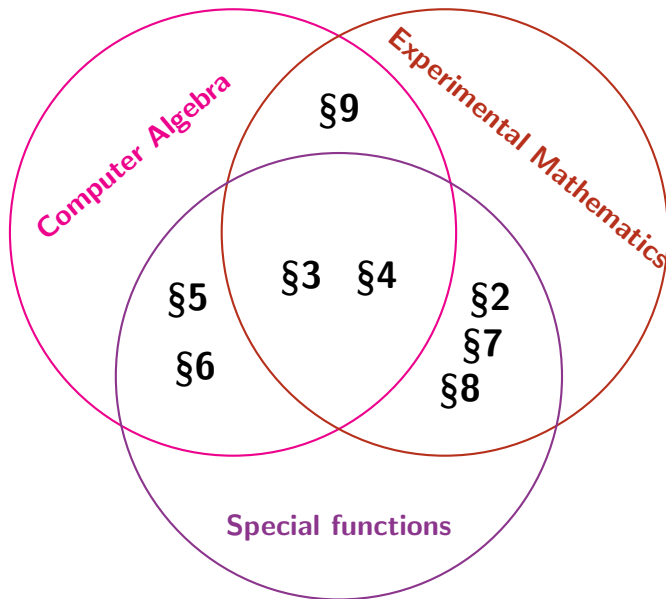 Computer Algebra
Experimental Mathematics
§9
§3 §4
§5
§2
§6
§7
§8
Special functions